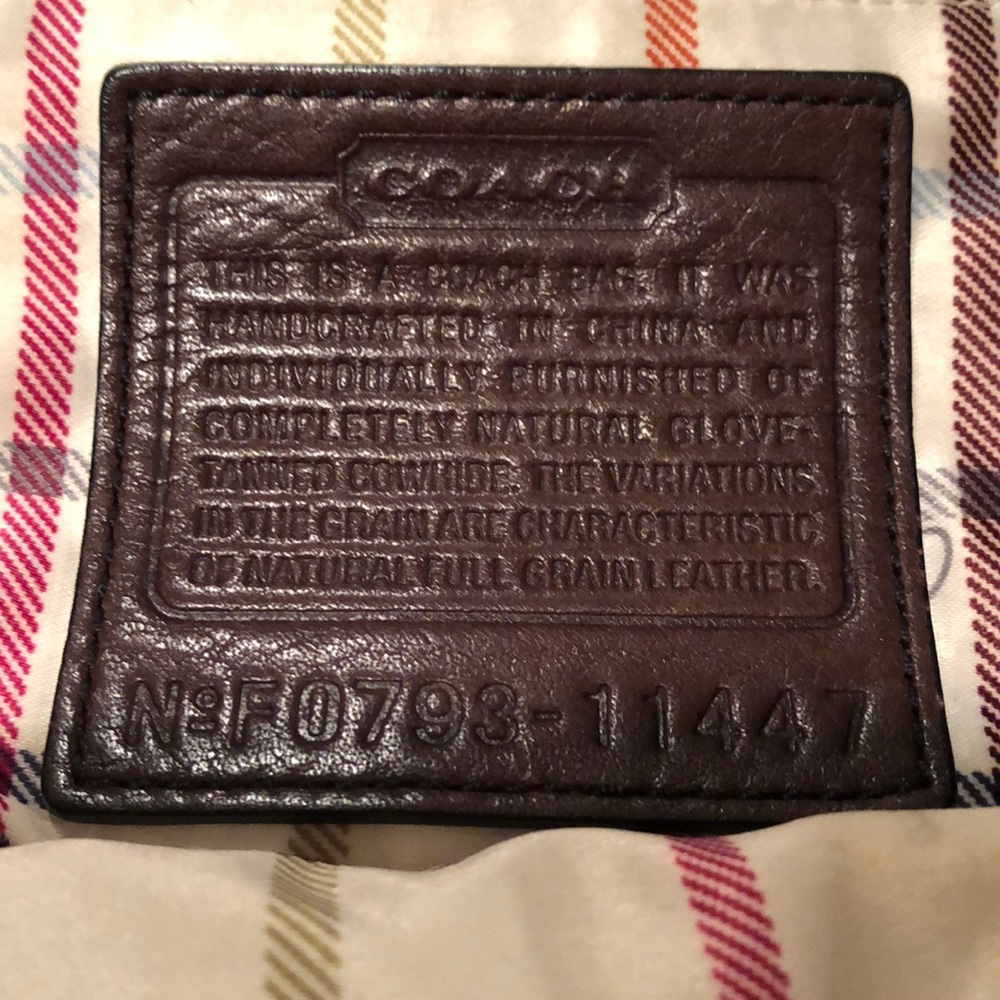 COACH
THIS IS A COACH BAG. IT WAS
HANDCRAFTED IN CHINA AND
INDIVIDUALLY BURNISHED OF
COMPLETELY NATURAL GLOVE-
TANNED COWHIDE. THE VARIATIONS
IN THE GRAIN ARE CHARACTERISTIC
OF NATURAL FULL GRAIN LEATHER.
Nº F0793-11447